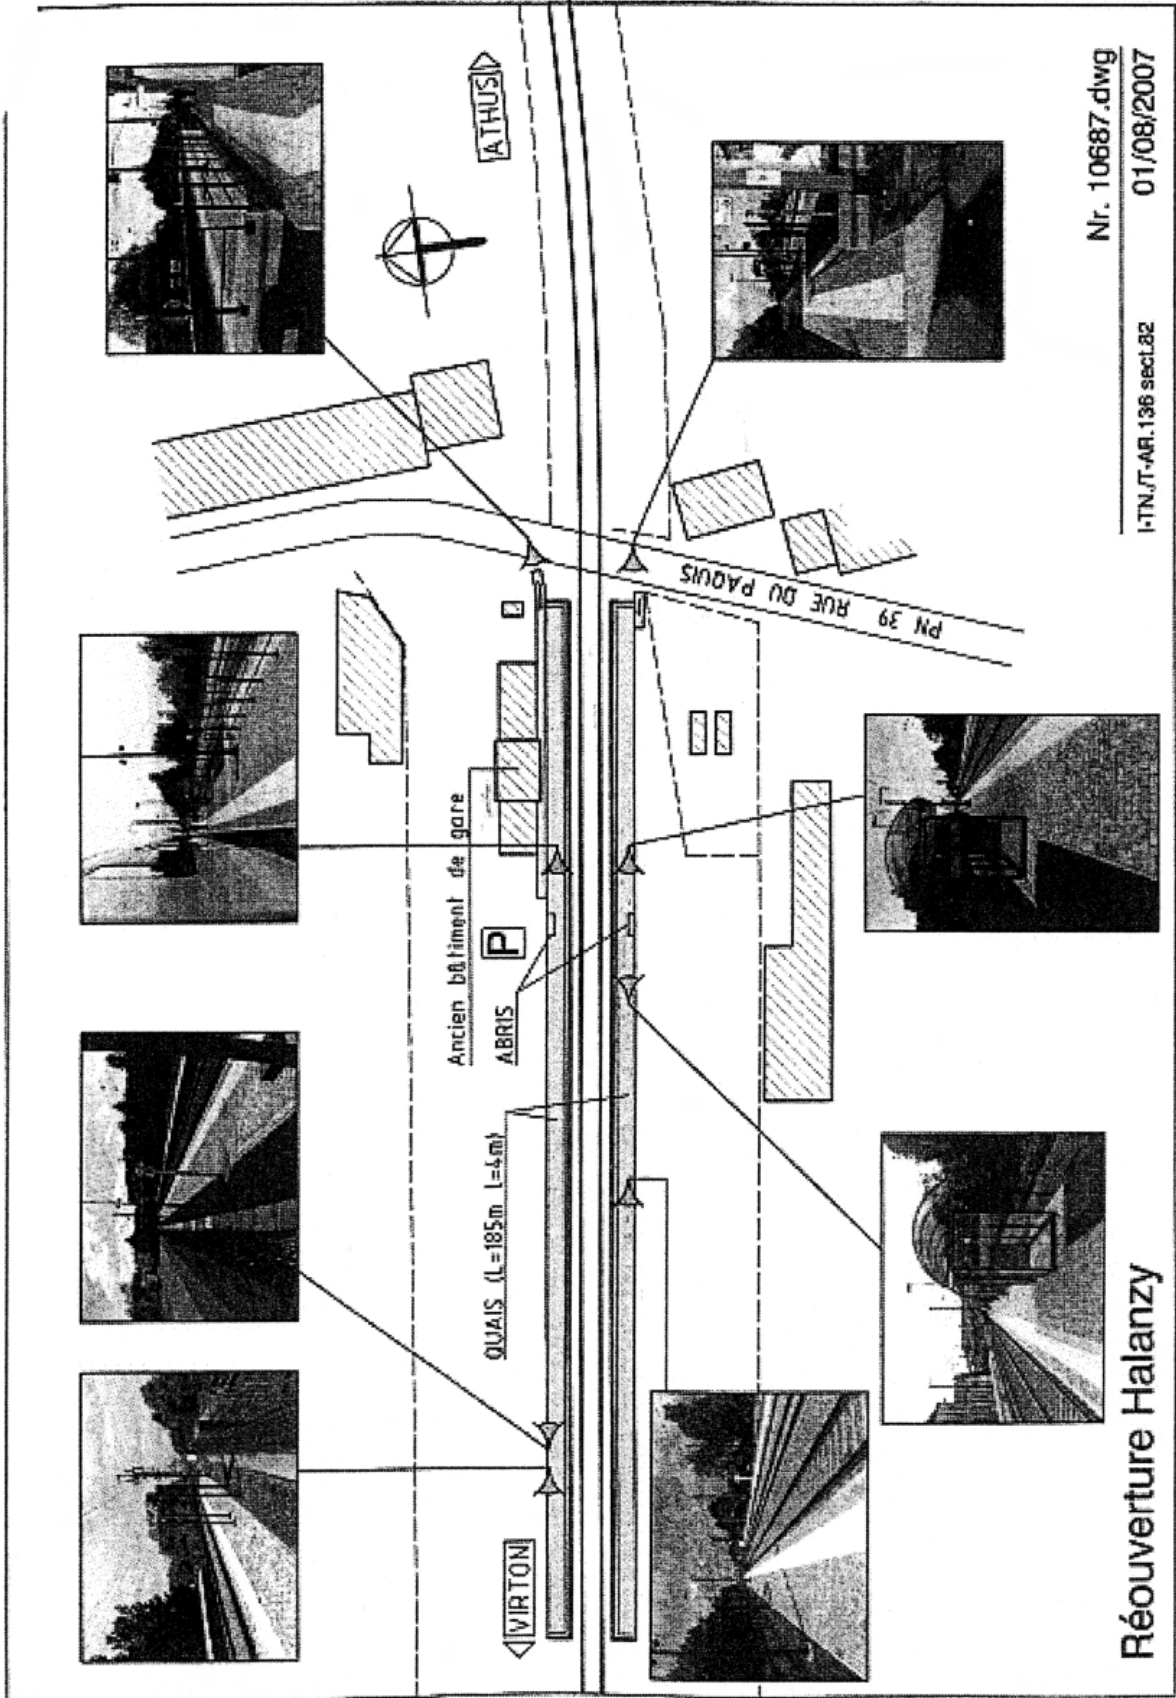 ATHUS
PN 39 RUE DU PAQUIS
Ancien bâtiment de gare
P
ABRIS
QUAIS (L=185m l=4m)
VIRTON
Réouverture Halanzy
Nr. 10687.dwg
I-TN./T-AR.136 sect.82 01/08/2007